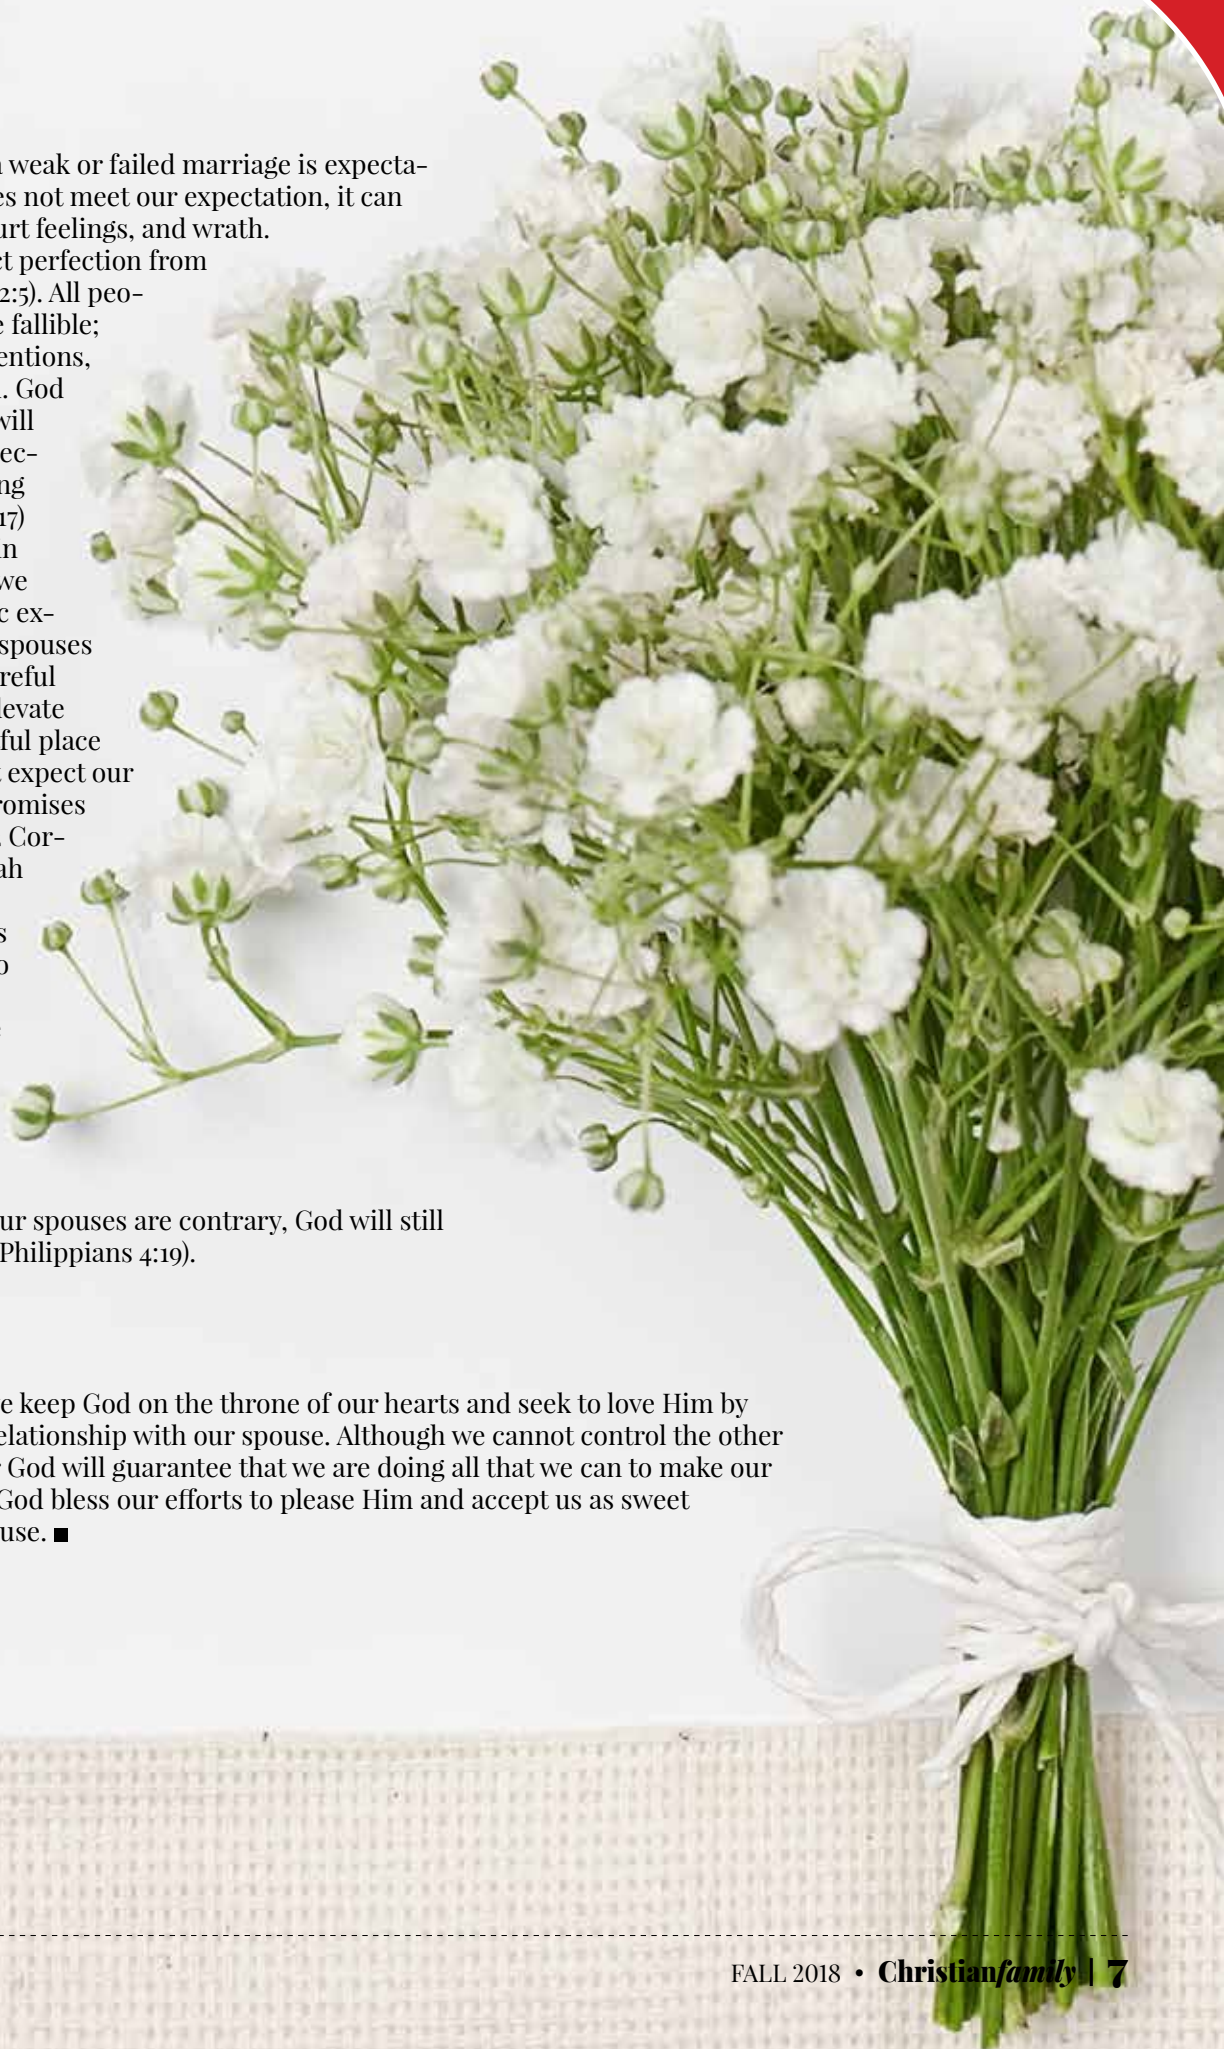 weak or failed marriage is expecta-
es not meet our expectation, it can
urt feelings, and wrath.
ct perfection from
2:5). All peo-
e fallible;
entions,
. God
will
ec-
ng
17)
n
we
c ex-
spouses
reful
levate
ful place
t expect our
romises
Cor-
ah
s
o
ur spouses are contrary, God will still
Philippians 4:19).
e keep God on the throne of our hearts and seek to love Him by
elationship with our spouse. Although we cannot control the other
r God will guarantee that we are doing all that we can to make our
God bless our efforts to please Him and accept us as sweet
use. ■
FALL 2018 • Christianfamily | 7